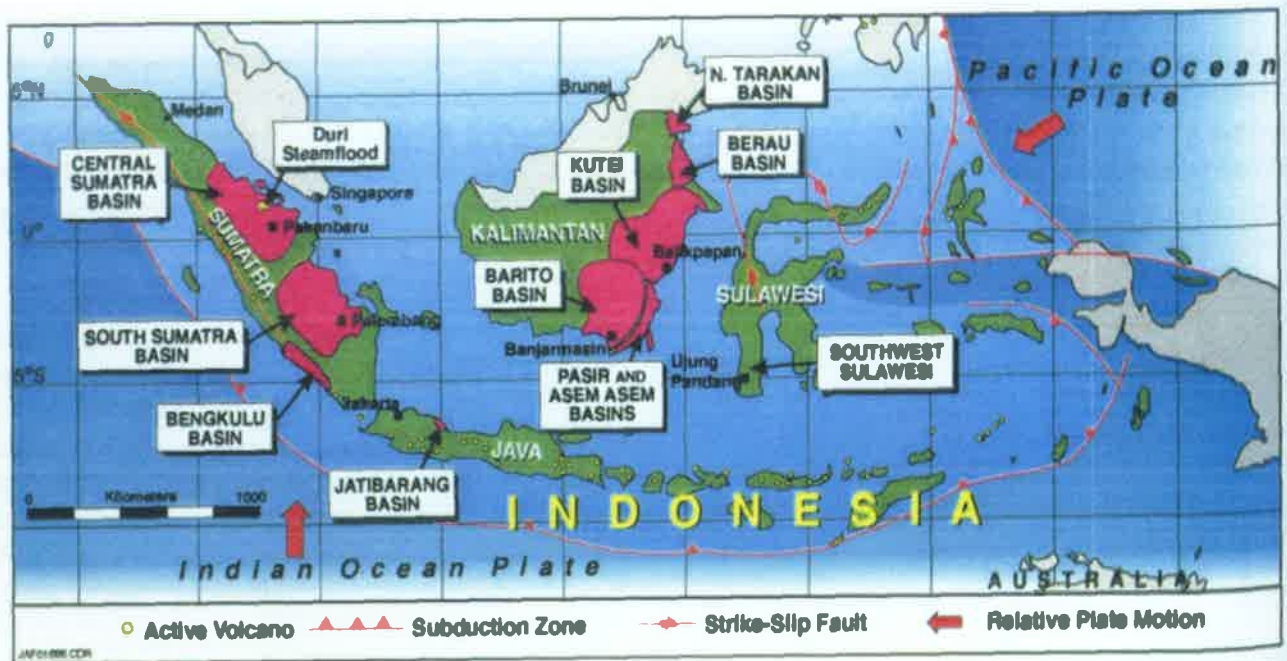 N. TARAKAN
BASIN
Pacific Ocean
Plate
Brunei
Medan
Duri
Steamflood
BERAU
BASIN
CENTRAL
SUMATRA
BASIN
KUTEI
BASIN
Singapore
Pekanbaru
0°
SUMATRA
KALIMANTAN
Balikpapan
BARITO
BASIN
SULAWESI
SOUTH SUMATRA
BASIN
Palembang
Banjarmasin
Ujung
Pandang
SOUTHWEST
SULAWESI
5°S
PASIR AND
ASEM ASEM
BASINS
BENGKULU
BASIN
Jakarta
JAVA
JATIBARANG
BASIN
0 Kilometers 1000
INDONESIA
Indian Ocean Plate
AUSTRALIA
Active Volcano Subduction Zone Strike-Slip Fault Relative Plate Motion